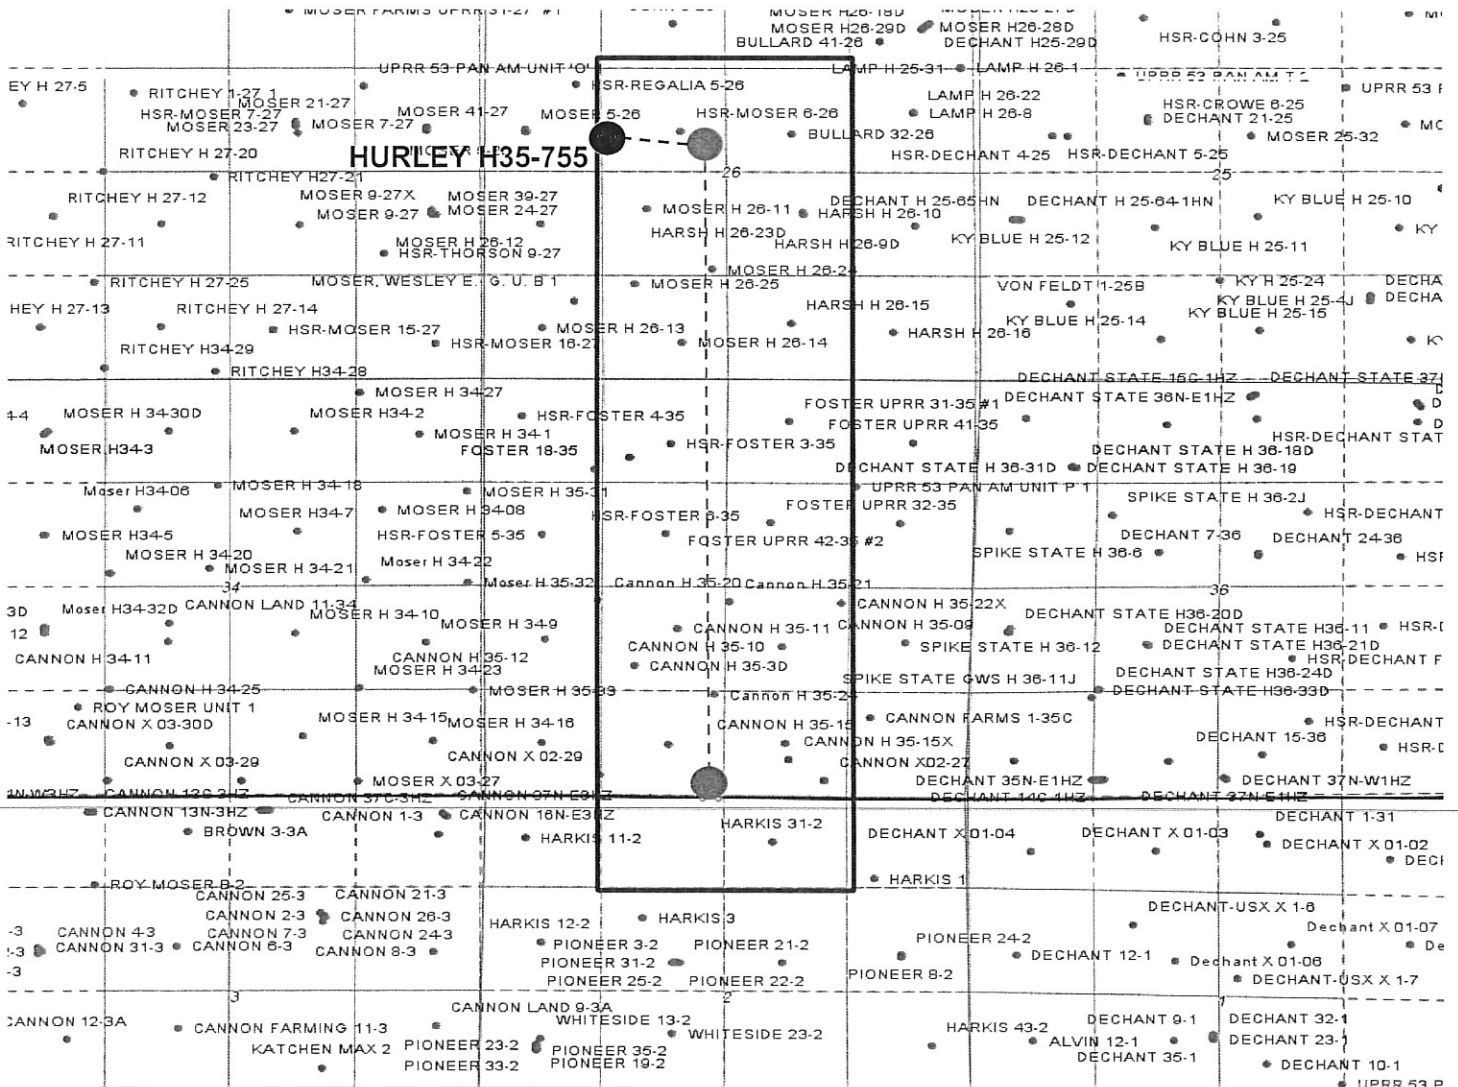 MOSER FARMS UPRR 31-27 #1
MOSER H26-18D
MOSER H26-29D
MOSER H26-28D
BULLARD 41-26
DECHANT H25-29D
HSR-COHN 3-25
UPRR 53 PAN AM UNIT 'O' 1
LAMP H 25-31
LAMP H 26-1
EY H 27-5
RITCHEY 1-27 1
HSR-REGALIA 5-26
LAMP H 26-22
UPRR 53 F
MOSER 21-27
HSR-MOSER 7-27
MOSER 41-27
MOSER 5-26
HSR-MOSER 6-26
LAMP H 26-8
HSR-CROWE 6-25
DECHANT 21-25
MOSER 23-27
MOSER 7-27
BULLARD 32-26
MOSER 25-32
RITCHEY H 27-20
HURLEY H35-755
HSR-DECHANT 4-25
HSR-DECHANT 5-25
RITCHEY H27-21
26
25
RITCHEY H 27-12
MOSER 9-27X
MOSER 39-27
MOSER 9-27
MOSER 24-27
MOSER H 26-11
DECHANT H 25-65HN
DECHANT H 25-64-1HN
KY BLUE H 25-10
HARSH H 26-10
RITCHEY H 27-11
MOSER H 26-12
HARSH H 26-23D
HARSH H 26-9D
KY BLUE H 25-12
KY BLUE H 25-11
KY
HSR-THORSON 9-27
MOSER H 26-24
RITCHEY H 27-25
MOSER, WESLEY E. G. U. B 1
MOSER H 26-25
VON FELDT 1-25B
KY H 25-24
DECHA
HEY H 27-13
RITCHEY H 27-14
HARSH H 26-15
KY BLUE H 25-4J
DECHA
KY BLUE H 25-14
KY BLUE H 25-15
HSR-MOSER 15-27
MOSER H 26-13
HARSH H 26-16
HSR-MOSER 16-27
MOSER H 26-14
RITCHEY H34-29
RITCHEY H34-28
DECHANT STATE 15C-1HZ
DECHANT STATE 37
MOSER H 34-27
DECHANT STATE 36N-E1HZ
4-4
MOSER H 34-30D
MOSER H34-2
HSR-FOSTER 4-35
FOSTER UPRR 31-35 #1
FOSTER UPRR 41-35
MOSER H34-3
MOSER H 34-1
HSR-FOSTER 3-35
HSR-DECHANT STAT
FOSTER 18-35
DECHANT STATE H 36-18D
DECHANT STATE H 36-31D
DECHANT STATE H 36-19
Moser H34-06
MOSER H 34-18
MOSER H 35-31
UPRR 53 PAN AM UNIT P 1
SPIKE STATE H 36-2J
MOSER H34-7
MOSER H 34-08
HSR-FOSTER 6-35
FOSTER UPRR 32-35
HSR-DECHANT
MOSER H34-5
HSR-FOSTER 5-35
FOSTER UPRR 42-35 #2
DECHANT 7-36
DECHANT 24-36
MOSER H 34-20
MOSER H 34-21
Moser H 34-22
SPIKE STATE H 36-6
HSF
34
Moser H 35-32
Cannon H 35-20
Cannon H 35-21
36
3D
Moser H34-32D
CANNON LAND 11-34
MOSER H 34-10
CANNON H 35-22X
DECHANT STATE H36-20D
12
MOSER H 34-9
CANNON H 35-11
CANNON H 35-09
DECHANT STATE H36-11
HSR-D
CANNON H 34-11
CANNON H 35-12
CANNON H 35-10
SPIKE STATE H 36-12
DECHANT STATE H36-21D
HSR-DECHANT F
MOSER H 34-23
CANNON H 35-3D
SPIKE STATE GWS H 36-11J
DECHANT STATE H36-24D
CANNON H 34-25
MOSER H 35-33
Cannon H 35-24
DECHANT STATE H36-33D
ROY MOSER UNIT 1
-13
CANNON X 03-30D
MOSER H 34-15
MOSER H 34-16
CANNON H 35-15
CANNON FARMS 1-35C
HSR-DECHANT
CANNON H 35-15X
DECHANT 15-36
HSR-D
CANNON X 03-29
CANNON X 02-29
CANNON X02-27
MOSER X 03-27
DECHANT 35N-E1HZ
DECHANT 37N-W1HZ
1N-W3HZ
CANNON 13C-3HZ
CANNON 37C-3HZ
CANNON 37N-E3HZ
DECHANT 14C-1HZ
DECHANT 37N-E1HZ
CANNON 13N-3HZ
CANNON 1-3
CANNON 16N-E3HZ
BROWN 3-3A
HARKIS 11-2
HARKIS 31-2
DECHANT X 01-04
DECHANT X 01-03
DECHANT 1-31
DECHANT X 01-02
DECH
ROY MOSER B-2
HARKIS 1
CANNON 25-3
CANNON 21-3
CANNON 2-3
CANNON 26-3
HARKIS 12-2
HARKIS 3
DECHANT-USX X 1-6
-3
CANNON 4-3
CANNON 7-3
CANNON 24-3
Dechant X 01-07
CANNON 31-3
CANNON 6-3
CANNON 8-3
PIONEER 3-2
PIONEER 21-2
PIONEER 24-2
De
-3
PIONEER 31-2
DECHANT 12-1
Dechant X 01-06
PIONEER 25-2
PIONEER 22-2
PIONEER 8-2
DECHANT-USX X 1-7
3
2
1
CANNON LAND 9-3A
CANNON 12-3A
CANNON FARMING 11-3
WHITESIDE 13-2
WHITESIDE 23-2
HARKIS 43-2
DECHANT 9-1
DECHANT 32-1
KATCHEN MAX 2
PIONEER 23-2
PIONEER 35-2
ALVIN 12-1
DECHANT 23-1
PIONEER 33-2
PIONEER 19-2
DECHANT 35-1
DECHANT 10-1
UPRR 53 P